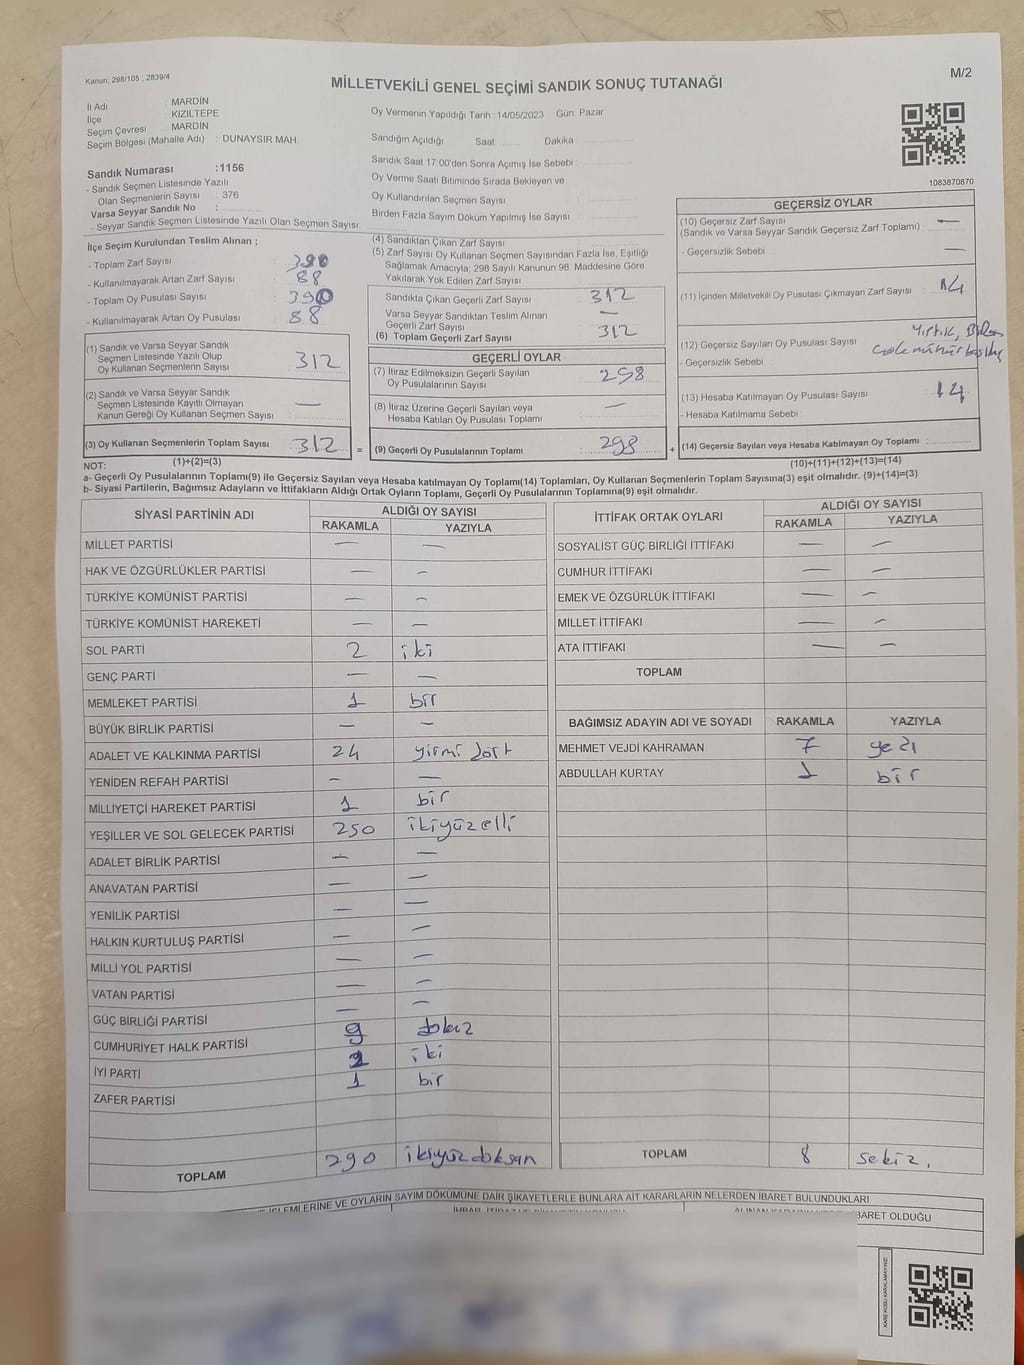 Kanun; 298/105 , 2839/4
MİLLETVEKİLİ GENEL SEÇİMİ SANDIK SONUÇ TUTANAĞI
M/2
İl Adı : MARDİN
İlçe : KIZILTEPE
Seçim Çevresi : MARDİN
Seçim Bölgesi (Mahalle Adı) : DUNAYSIR MAH.
Oy Vermenin Yapıldığı Tarih :14/05/2023 Gün: Pazar
Sandığın Açıldığı Saat: Dakika :
Sandık Saat 17:00'den Sonra Açımış İse Sebebi :
Oy Verme Saati Bitiminde Sırada Bekleyen ve
Oy Kullandırılan Seçmen Sayısı :
Birden Fazla Sayım Döküm Yapılmış İse Sayısı :
1083870870
Sandık Numarası :1156
- Sandık Seçmen Listesinde Yazılı
Olan Seçmenlerin Sayısı : 376
Varsa Seyyar Sandık No :
- Seyyar Sandık Seçmen Listesinde Yazılı Olan Seçmen Sayısı:
İlçe Seçim Kurulundan Teslim Alınan ;
- Toplam Zarf Sayısı : 390
- Kullanılmayarak Artan Zarf Sayısı : 88
- Toplam Oy Pusulası Sayısı : 390
- Kullanılmayarak Artan Oy Pusulası : 88
(1) Sandık ve Varsa Seyyar Sandık
Seçmen Listesinde Yazılı Olup
Oy Kullanan Seçmenlerin Sayısı : 312
(2) Sandık ve Varsa Seyyar Sandık
Seçmen Listesinde Kayıtlı Olmayan
Kanun Gereği Oy Kullanan Seçmen Sayısı : —
(3) Oy Kullanan Seçmenlerin Toplam Sayısı : 312
(1)+(2)=(3)
(4) Sandıktan Çıkan Zarf Sayısı :
(5) Zarf Sayısı Oy Kullanan Seçmen Sayısından Fazla İse, Eşitliği
Sağlamak Amacıyla, 298 Sayılı Kanunun 98. Maddesine Göre
Yakılarak Yok Edilen Zarf Sayısı :
Sandıkta Çıkan Geçerli Zarf Sayısı : 312
Varsa Seyyar Sandıktan Teslim Alınan
Geçerli Zarf Sayısı : —
(6) Toplam Geçerli Zarf Sayısı : 312
GEÇERLİ OYLAR
(7) İtiraz Edilmeksizin Geçerli Sayılan
Oy Pusulalarının Sayısı : 298
(8) İtiraz Üzerine Geçerli Sayılan veya
Hesaba Katılan Oy Pusulası Toplamı : —
= (9) Geçerli Oy Pusulalarının Toplamı : 298 +
GEÇERSİZ OYLAR
(10) Geçersiz Zarf Sayısı
(Sandık ve Varsa Seyyar Sandık Geçersiz Zarf Toplamı) : —
- Geçersizlik Sebebi : —
(11) İçinden Milletvekili Oy Pusulası Çıkmayan Zarf Sayısı : 14
(12) Geçersiz Sayılan Oy Pusulası Sayısı : Yırtık,
- Geçersizlik Sebebi :
(13) Hesaba Katılmayan Oy Pusulası Sayısı : 14
- Hesaba Katılmama Sebebi :
(14) Geçersiz Sayılan veya Hesaba Katılmayan Oy Toplamı :
(10)+(11)+(12)+(13)=(14)
NOT:
a- Geçerli Oy Pusulalarının Toplamı(9) ile Geçersiz Sayılan veya Hesaba katılmayan Oy Toplamı(14) Toplamları, Oy Kullanan Seçmenlerin Toplam Sayısına(3) eşit olmalıdır. (9)+(14)=(3)
b- Siyasi Partilerin, Bağımsız Adayların ve İttifakların Aldığı Ortak Oyların Toplamı, Geçerli Oy Pusulalarının Toplamına(9) eşit olmalıdır.
SİYASİ PARTİNİN ADI ALDIĞI OY SAYISI
RAKAMLA YAZIYLA
MİLLET PARTİSİ — —
HAK VE ÖZGÜRLÜKLER PARTİSİ — —
TÜRKİYE KOMÜNİST PARTİSİ — —
TÜRKİYE KOMÜNİST HAREKETİ — —
SOL PARTİ 2 iki
GENÇ PARTİ — —
MEMLEKET PARTİSİ 1 bir
BÜYÜK BİRLİK PARTİSİ — —
ADALET VE KALKINMA PARTİSİ 24 yirmi dört
YENİDEN REFAH PARTİSİ — —
MİLLİYETÇİ HAREKET PARTİSİ 1 bir
YEŞİLLER VE SOL GELECEK PARTİSİ 250 ikiyüzelli
ADALET BİRLİK PARTİSİ — —
ANAVATAN PARTİSİ — —
YENİLİK PARTİSİ — —
HALKIN KURTULUŞ PARTİSİ — —
MİLLİ YOL PARTİSİ — —
VATAN PARTİSİ — —
GÜÇ BİRLİĞİ PARTİSİ — —
CUMHURİYET HALK PARTİSİ 9 dokuz
İYİ PARTİ 2 iki
ZAFER PARTİSİ 1 bir
TOPLAM 290 ikiyüzdoksan
İTTİFAK ORTAK OYLARI ALDIĞI OY SAYISI
RAKAMLA YAZIYLA
SOSYALİST GÜÇ BİRLİĞİ İTTİFAKI — —
CUMHUR İTTİFAKI — —
EMEK VE ÖZGÜRLÜK İTTİFAKI — —
MİLLET İTTİFAKI — —
ATA İTTİFAKI — —
TOPLAM
BAĞIMSIZ ADAYIN ADI VE SOYADI RAKAMLA YAZIYLA
MEHMET VEJDİ KAHRAMAN 7 yedi
ABDULLAH KURTAY 1 bir
TOPLAM 8 sekiz.
İŞLEMLERİNE VE OYLARIN SAYIM DÖKÜMÜNE DAİR ŞİKAYETLERLE BUNLARA AİT KARARLARIN NELERDEN İBARET BULUNDUKLARI
BARET OLDUĞU
KARE KODU KARALAMAYINIZ!